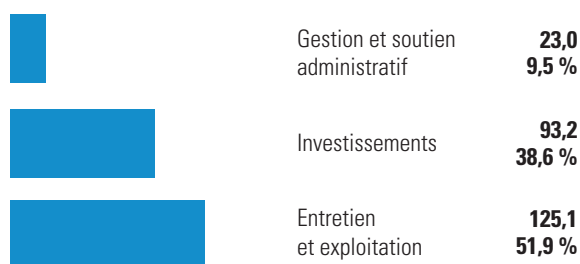 Gestion et soutien
administratif
23,0
9,5 %
Investissements
93,2
38,6 %
Entretien
et exploitation
125,1
51,9 %